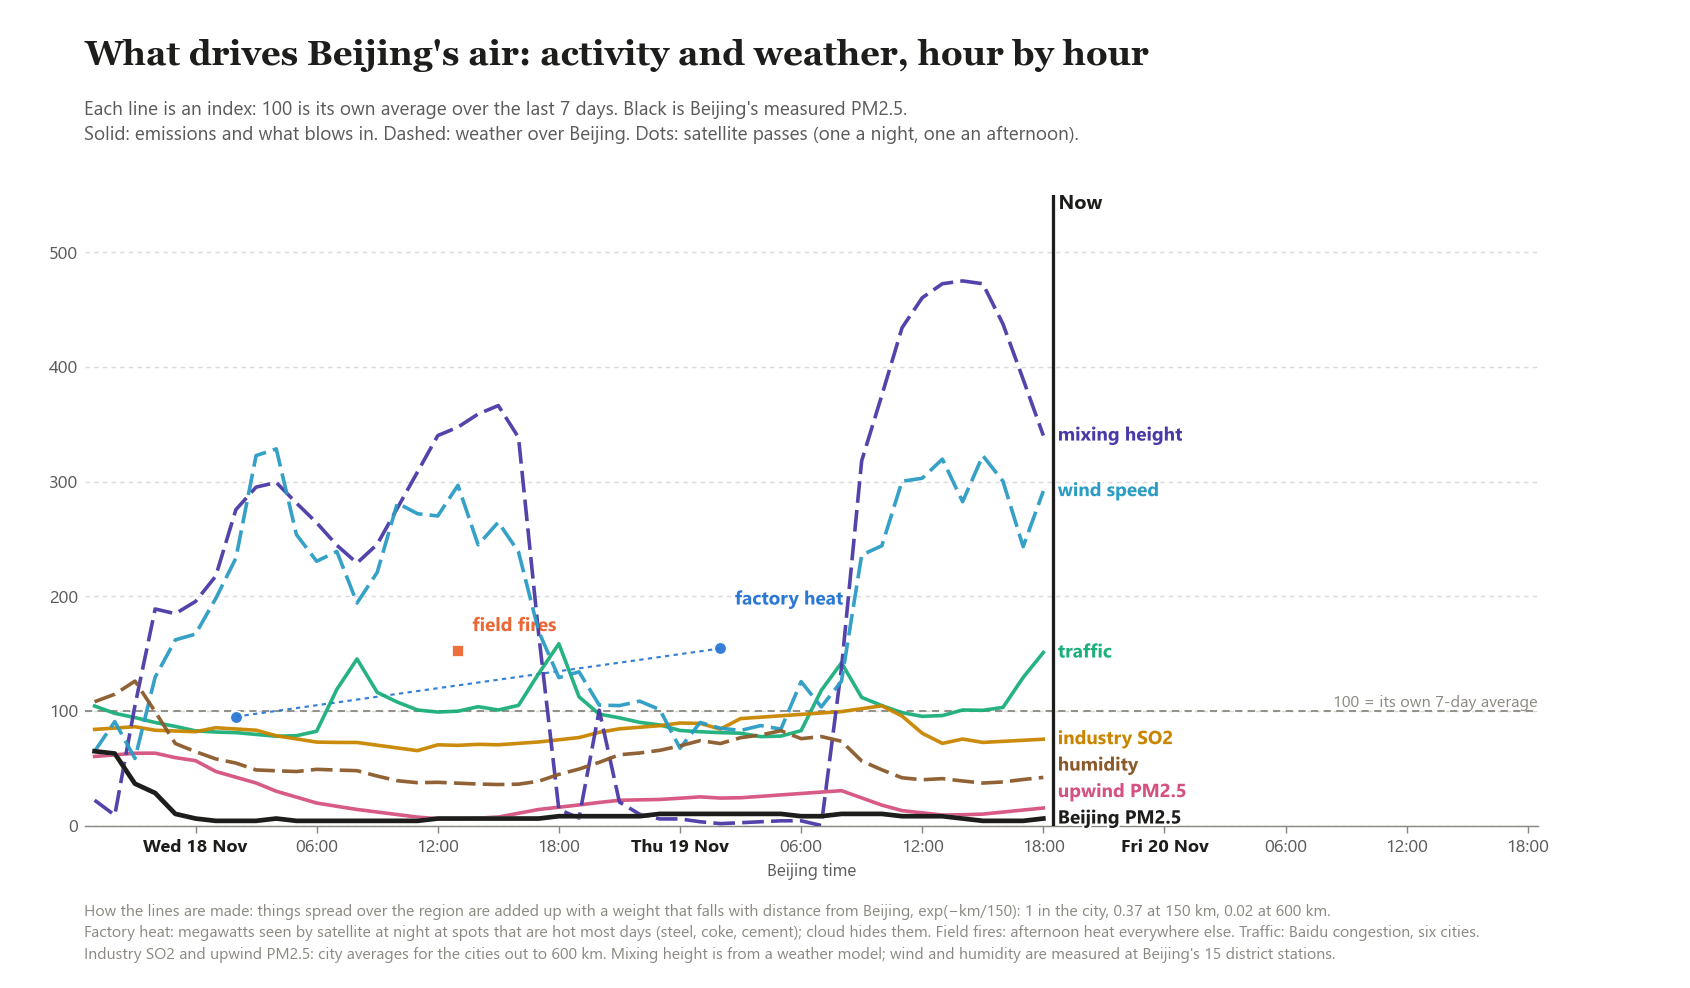 What drives Beijing's air: activity and weather, hour by hour
Each line is an index: 100 is its own average over the last 7 days. Black is Beijing's measured PM2.5.
Solid: emissions and what blows in. Dashed: weather over Beijing. Dots: satellite passes (one a night, one an afternoon).
Now
500
400
mixing height
wind speed
300
200
factory heat
field fires
traffic
100 = its own 7-day average
100
industry SO2
humidity
upwind PM2.5
Beijing PM2.5
0
Wed 18 Nov 06:00 12:00 18:00 Thu 19 Nov 06:00 12:00 18:00 Fri 20 Nov 06:00 12:00 18:00
Beijing time
How the lines are made: things spread over the region are added up with a weight that falls with distance from Beijing, exp(−km/150): 1 in the city, 0.37 at 150 km, 0.02 at 600 km.
Factory heat: megawatts seen by satellite at night at spots that are hot most days (steel, coke, cement); cloud hides them. Field fires: afternoon heat everywhere else. Traffic: Baidu congestion, six cities.
Industry SO2 and upwind PM2.5: city averages for the cities out to 600 km. Mixing height is from a weather model; wind and humidity are measured at Beijing's 15 district stations.